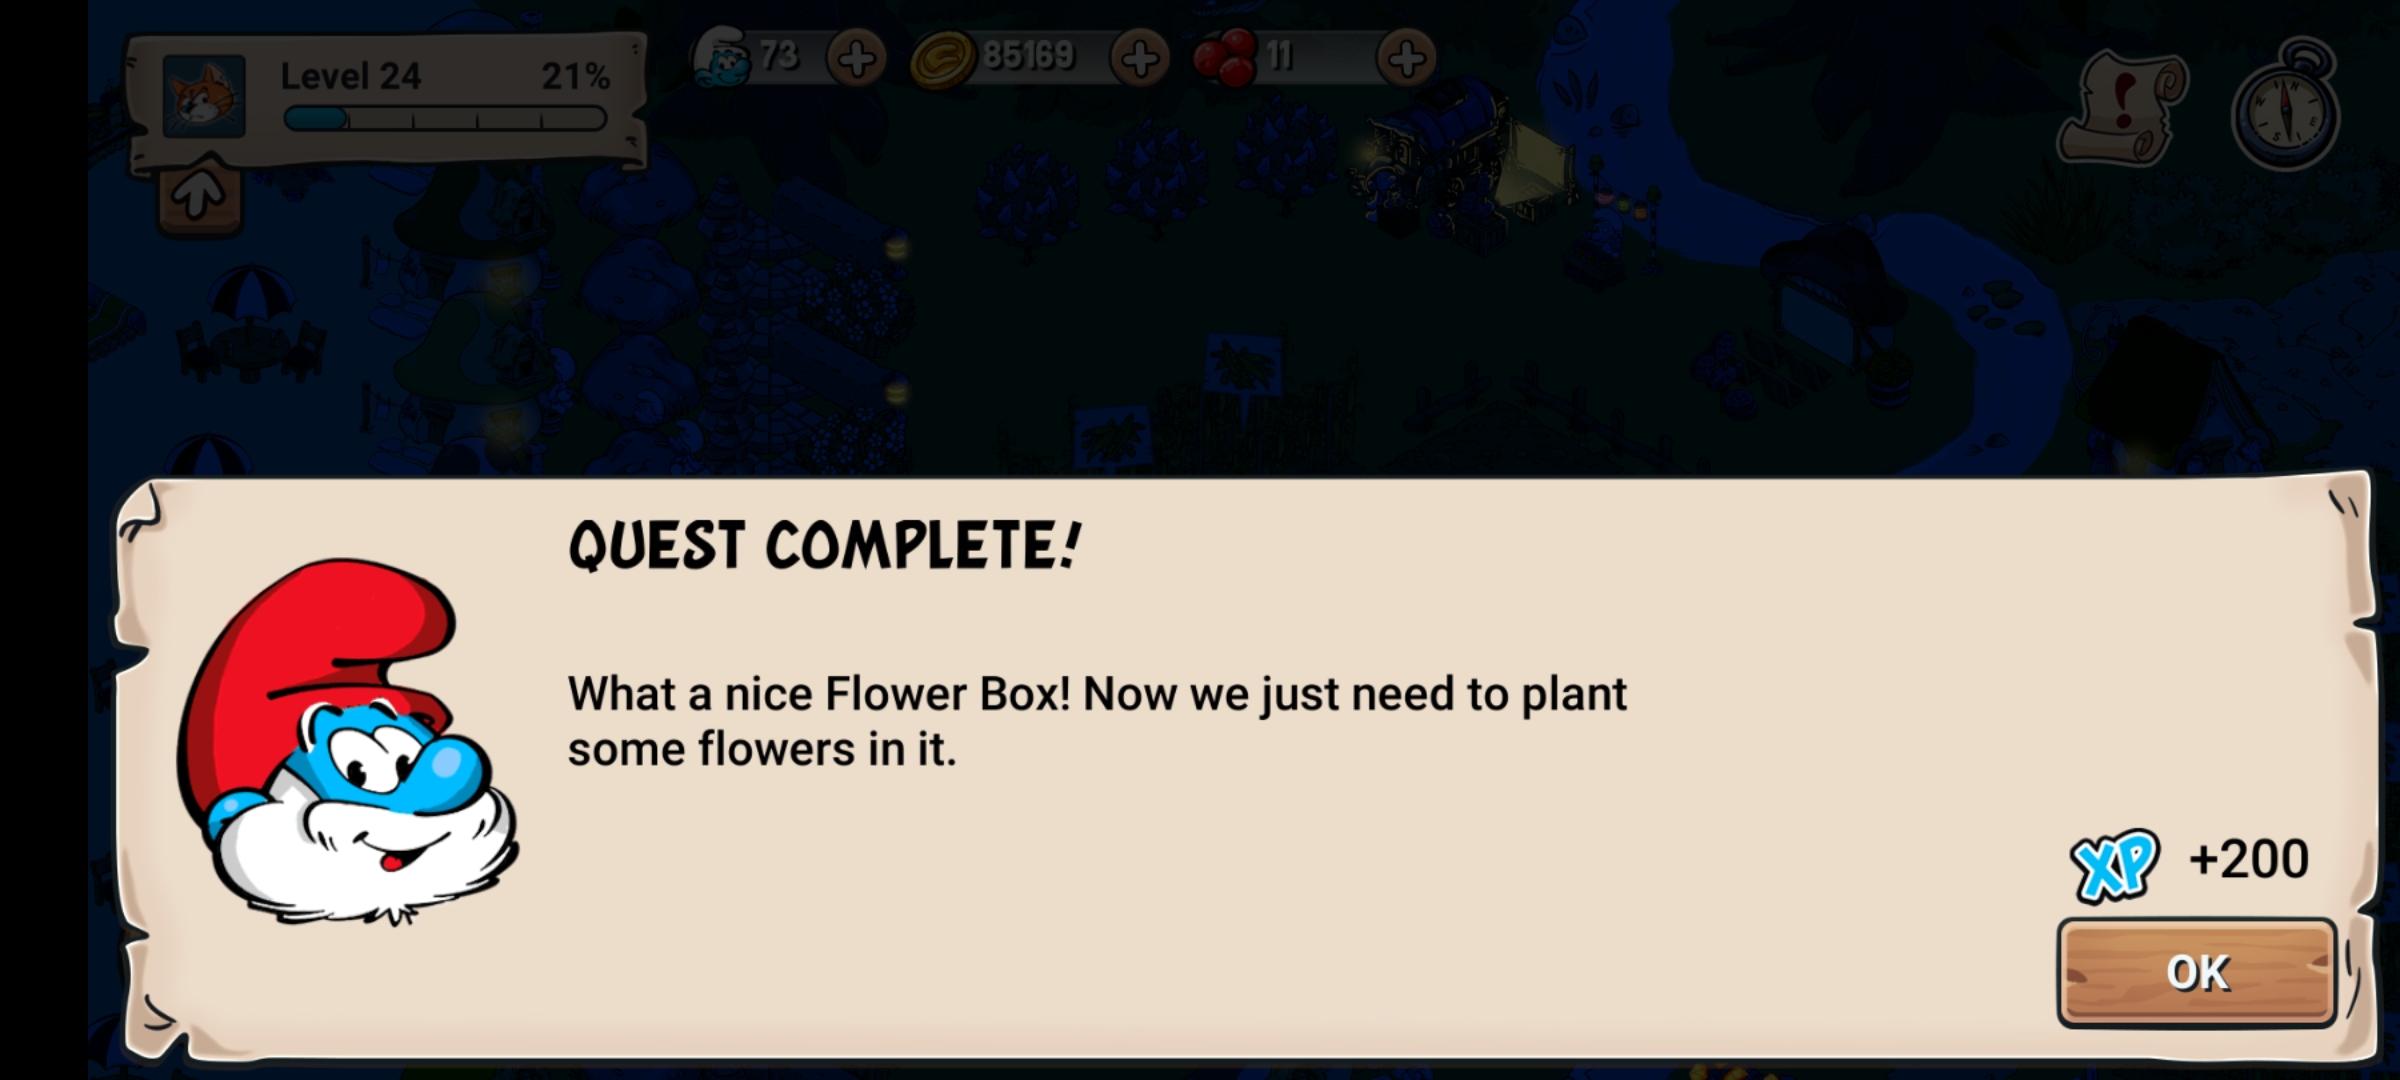 Level 24 21%
73 85169 11
QUEST COMPLETE!
What a nice Flower Box! Now we just need to plant
some flowers in it.
XP +200
OK